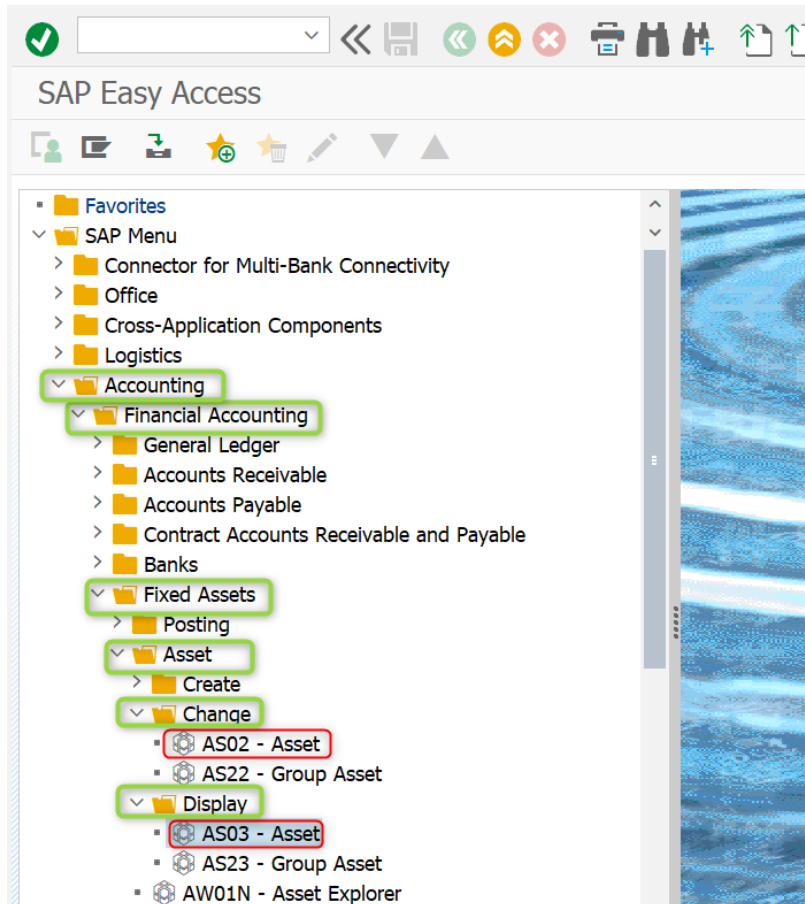 SAP Easy Access
Favorites
SAP Menu
Connector for Multi-Bank Connectivity
Office
Cross-Application Components
Logistics
Accounting
Financial Accounting
General Ledger
Accounts Receivable
Accounts Payable
Contract Accounts Receivable and Payable
Banks
Fixed Assets
Posting
Asset
Create
Change
AS02 - Asset
AS22 - Group Asset
Display
AS03 - Asset
AS23 - Group Asset
AW01N - Asset Explorer